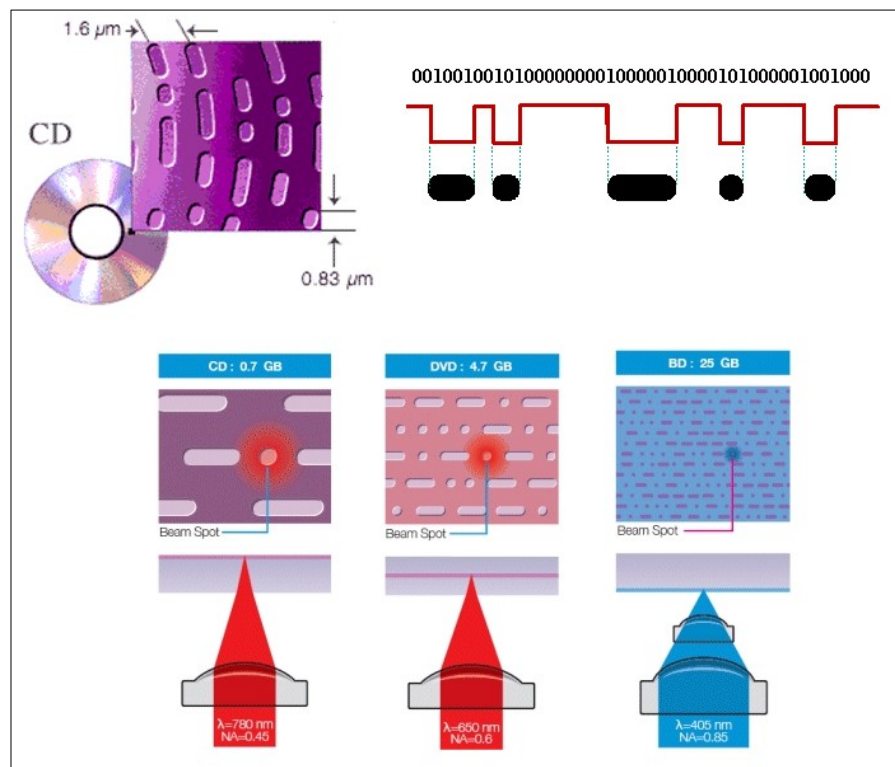 1.6 µm
001001001010000000010000010000101000001001000
CD
0.83 µm
CD : 0.7 GB
DVD : 4.7 GB
BD : 25 GB
Beam Spot
Beam Spot
Beam Spot
λ=780 nm
NA=0.45
λ=650 nm
NA=0.6
λ=405 nm
NA=0.85